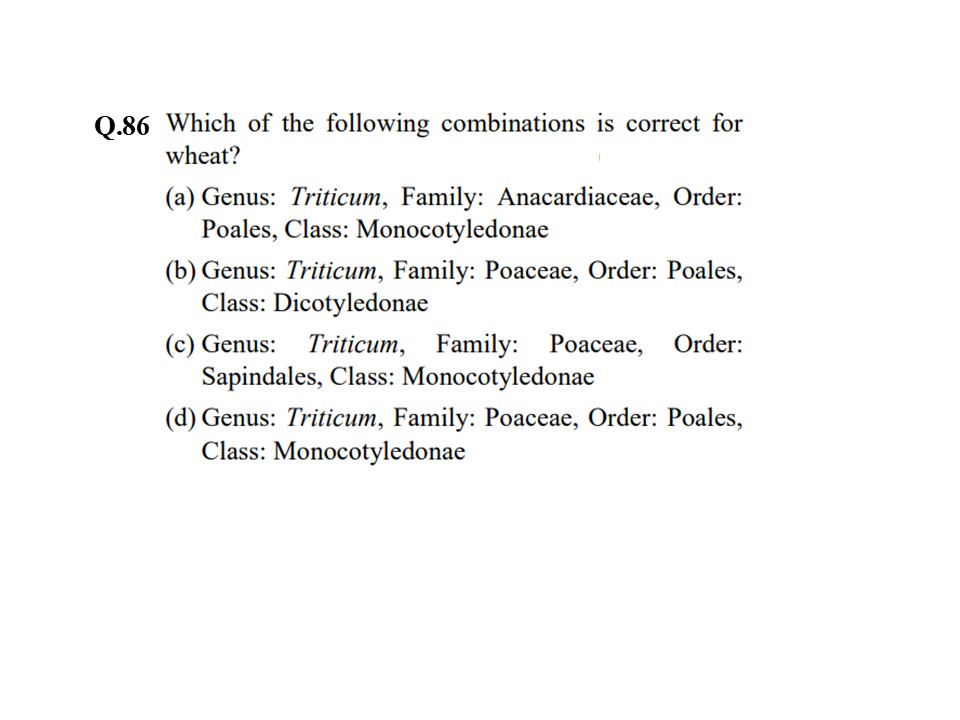 Q.86 Which of the following combinations is correct for
wheat?
(a) Genus: Triticum, Family: Anacardiaceae, Order:
Poales, Class: Monocotyledonae
(b) Genus: Triticum, Family: Poaceae, Order: Poales,
Class: Dicotyledonae
(c) Genus: Triticum, Family: Poaceae, Order:
Sapindales, Class: Monocotyledonae
(d) Genus: Triticum, Family: Poaceae, Order: Poales,
Class: Monocotyledonae